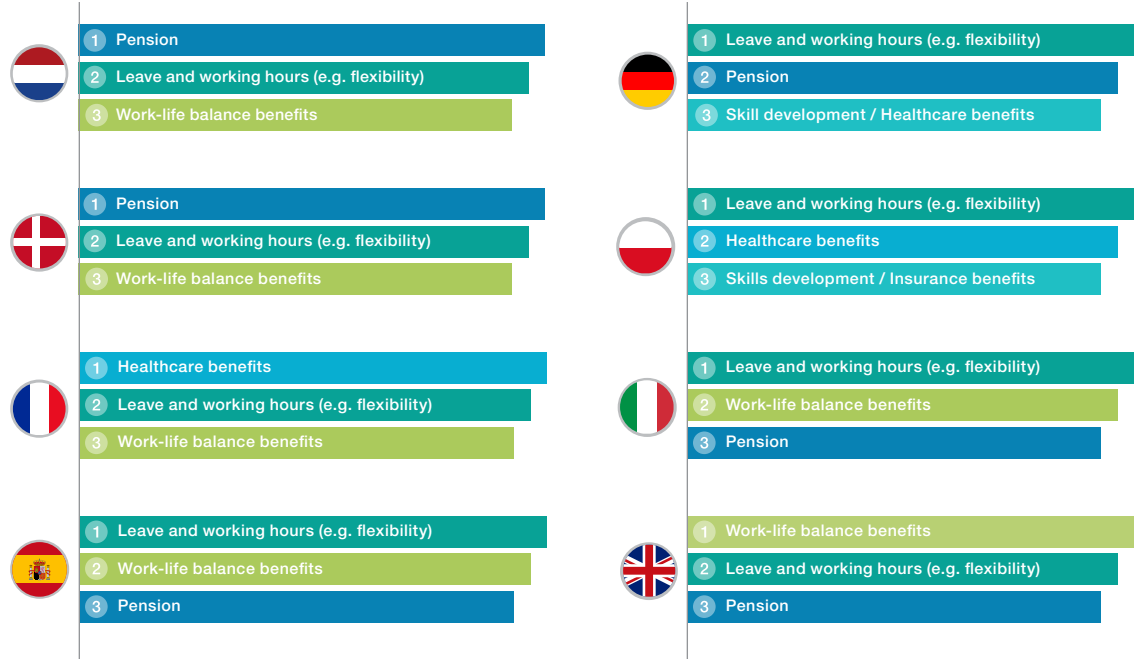 1 Pension
2 Leave and working hours (e.g. flexibility)
3 Work-life balance benefits
1 Pension
2 Leave and working hours (e.g. flexibility)
3 Work-life balance benefits
1 Healthcare benefits
2 Leave and working hours (e.g. flexibility)
3 Work-life balance benefits
1 Leave and working hours (e.g. flexibility)
2 Work-life balance benefits
3 Pension
1 Leave and working hours (e.g. flexibility)
2 Pension
3 Skill development / Healthcare benefits
1 Leave and working hours (e.g. flexibility)
2 Healthcare benefits
3 Skills development / Insurance benefits
1 Leave and working hours (e.g. flexibility)
2 Work-life balance benefits
3 Pension
1 Work-life balance benefits
2 Leave and working hours (e.g. flexibility)
3 Pension